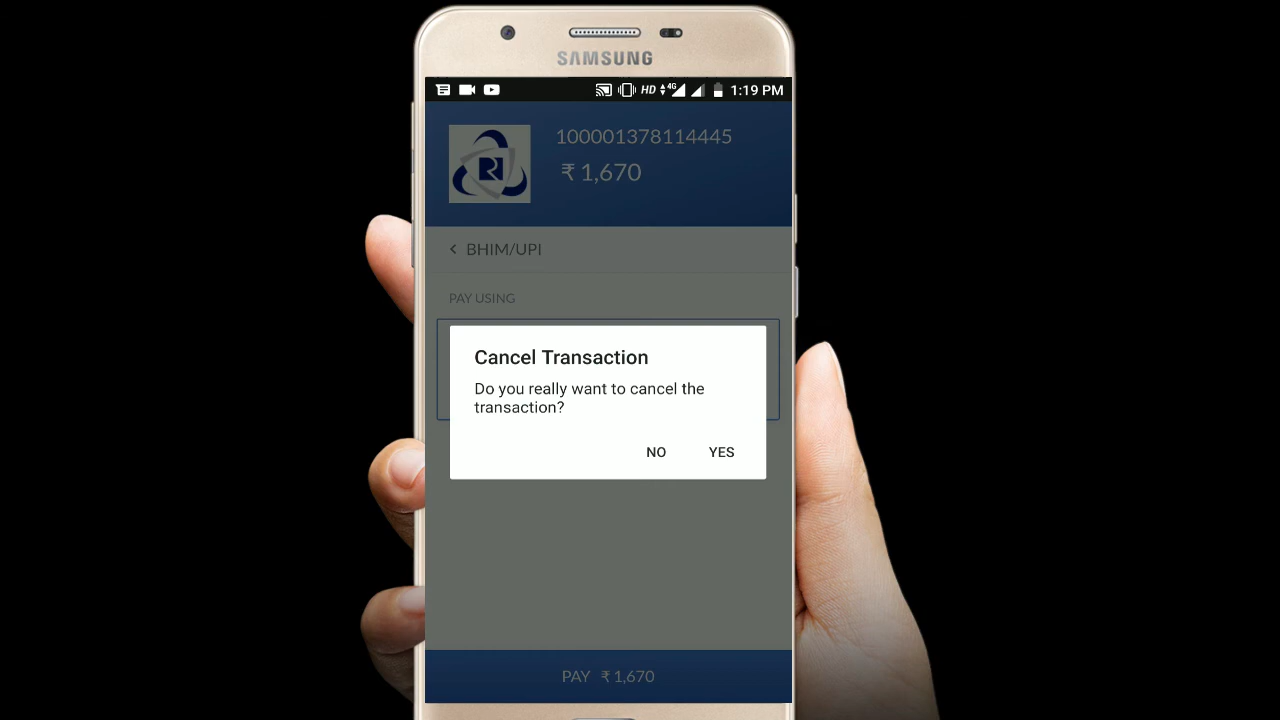 SAMSUNG
HD 4G 1:19 PM
100001378114445
₹ 1,670
BHIM/UPI
PAY USING
Cancel Transaction
Do you really want to cancel the
transaction?
NO YES
PAY ₹ 1,670